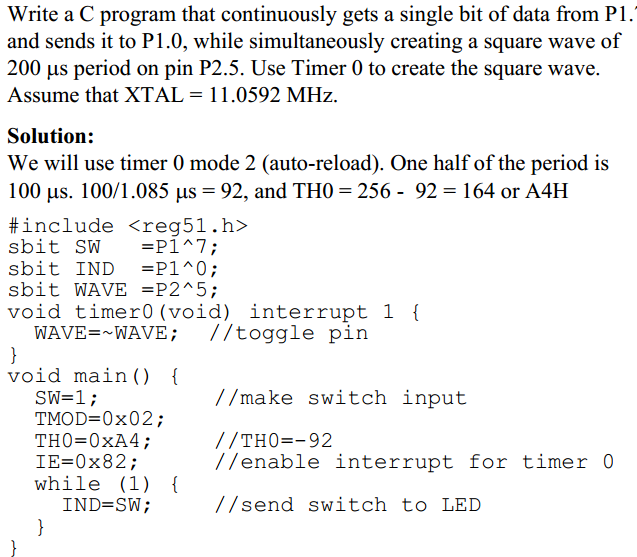 Write a C program that continuously gets a single bit of data from P1.
and sends it to P1.0, while simultaneously creating a square wave of
200 μs period on pin P2.5. Use Timer 0 to create the square wave.
Assume that XTAL = 11.0592 MHz.
Solution:
We will use timer 0 mode 2 (auto-reload). One half of the period is
100 μs. 100/1.085 μs = 92, and TH0 = 256 - 92 = 164 or A4H
#include <reg51.h>
sbit SW   =P1^7;
sbit IND  =P1^0;
sbit WAVE =P2^5;
void timer0(void) interrupt 1 {
  WAVE=~WAVE;  //toggle pin
}
void main() {
  SW=1;        //make switch input
  TMOD=0x02;
  TH0=0xA4;    //TH0=-92
  IE=0x82;     //enable interrupt for timer 0
  while (1) {
    IND=SW;    //send switch to LED
  }
}